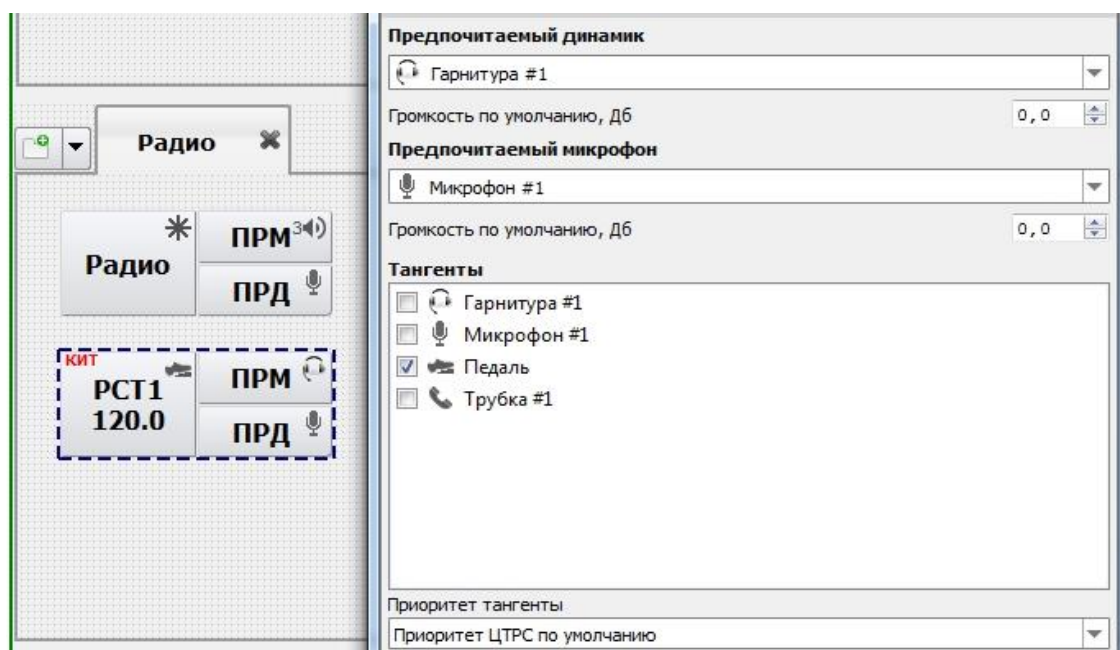 Радио
Радио
ПРМ 3
ПРД
КИТ
РСТ1
120.0
ПРМ
ПРД
Предпочитаемый динамик
Гарнитура #1
Громкость по умолчанию, Дб
0,0
Предпочитаемый микрофон
Микрофон #1
Громкость по умолчанию, Дб
0,0
Тангенты
Гарнитура #1
Микрофон #1
Педаль
Трубка #1
Приоритет тангенты
Приоритет ЦТРС по умолчанию